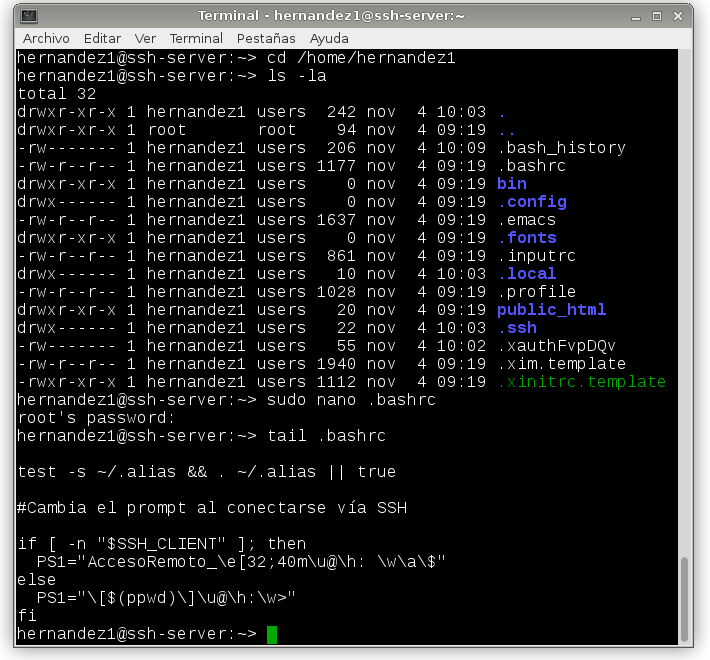 Terminal - hernandez1@ssh-server:~
Archivo Editar Ver Terminal Pestañas Ayuda
hernandez1@ssh-server:~> cd /home/hernandez1
hernandez1@ssh-server:~> ls -la
total 32
drwxr-xr-x 1 hernandez1 users  242 nov  4 10:03 .
drwxr-xr-x 1 root       root    94 nov  4 09:19 ..
-rw------- 1 hernandez1 users  206 nov  4 10:09 .bash_history
-rw-r--r-- 1 hernandez1 users 1177 nov  4 09:19 .bashrc
drwxr-xr-x 1 hernandez1 users    0 nov  4 09:19 bin
drwx------ 1 hernandez1 users    0 nov  4 09:19 .config
-rw-r--r-- 1 hernandez1 users 1637 nov  4 09:19 .emacs
drwxr-xr-x 1 hernandez1 users    0 nov  4 09:19 .fonts
-rw-r--r-- 1 hernandez1 users  861 nov  4 09:19 .inputrc
drwx------ 1 hernandez1 users   10 nov  4 10:03 .local
-rw-r--r-- 1 hernandez1 users 1028 nov  4 09:19 .profile
drwxr-xr-x 1 hernandez1 users   20 nov  4 09:19 public_html
drwx------ 1 hernandez1 users   22 nov  4 10:03 .ssh
-rw------- 1 hernandez1 users   55 nov  4 10:02 .xauthFvpDQv
-rw-r--r-- 1 hernandez1 users 1940 nov  4 09:19 .xim.template
-rwxr-xr-x 1 hernandez1 users 1112 nov  4 09:19 .xinitrc.template
hernandez1@ssh-server:~> sudo nano .bashrc
root's password:
hernandez1@ssh-server:~> tail .bashrc
test -s ~/.alias && . ~/.alias || true
#Cambia el prompt al conectarse vía SSH
if [ -n "$SSH_CLIENT" ]; then
  PS1="AccesoRemoto_\e[32;40m\u@\h: \w\a\$"
else
  PS1="\[$(ppwd)\]\u@\h:\w>"
fi
hernandez1@ssh-server:~>